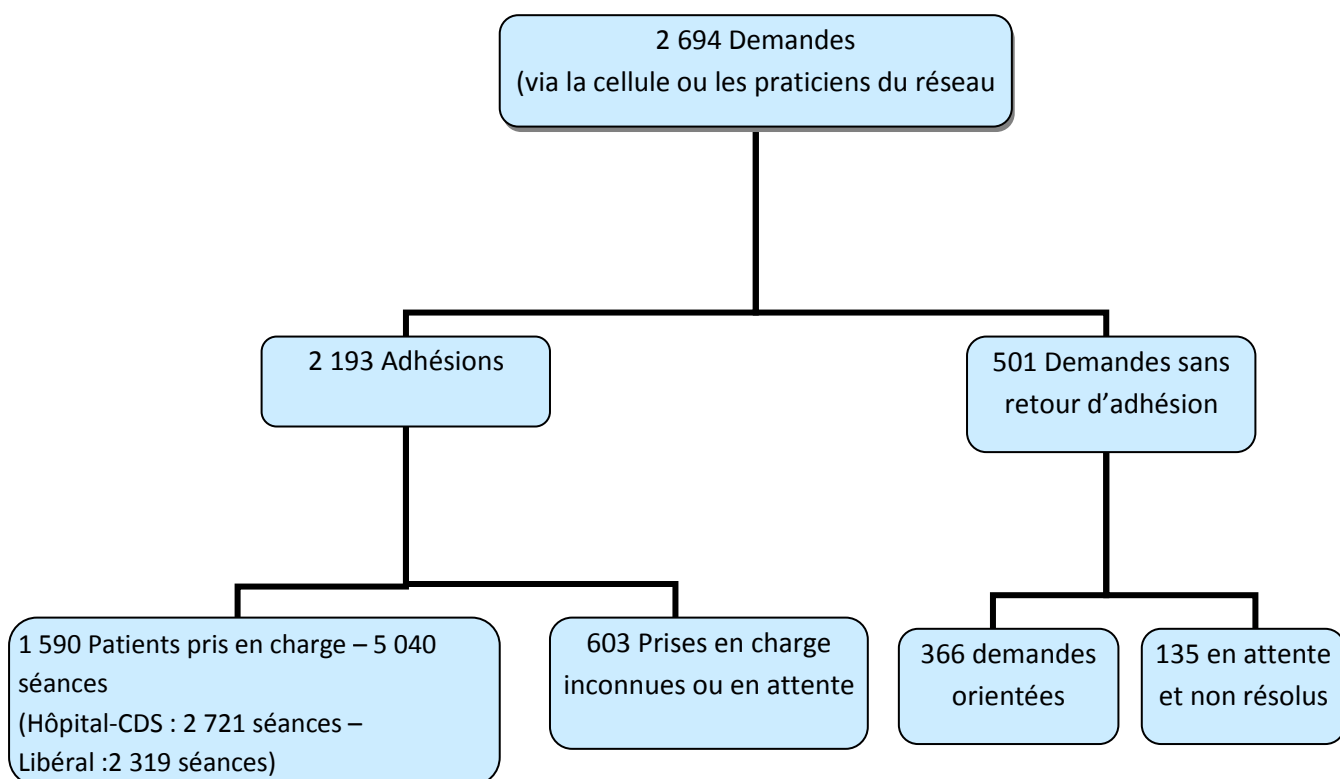 2 694 Demandes
(via la cellule ou les praticiens du réseau
2 193 Adhésions
501 Demandes sans
retour d’adhésion
1 590 Patients pris en charge – 5 040
séances
(Hôpital-CDS : 2 721 séances –
Libéral :2 319 séances)
603 Prises en charge
inconnues ou en attente
366 demandes
orientées
135 en attente
et non résolus